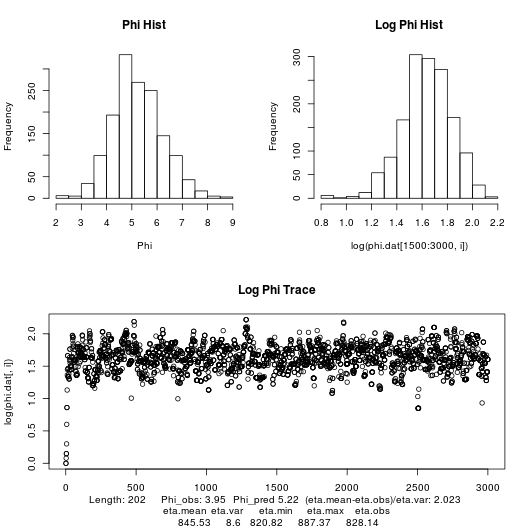 Phi Hist
Log Phi Hist
Frequency
0
50
150
250
2 3 4 5 6 7 8 9
Phi
Frequency
0
50
100
200
300
0.8 1.0 1.2 1.4 1.6 1.8 2.0 2.2
log(phi.dat[1500:3000, i])
Log Phi Trace
log(phi.dat[, i])
0.0
0.5
1.0
1.5
2.0
0 500 1000 1500 2000 2500 3000
Length: 202 Phi_obs: 3.95 Phi_pred 5.22 (eta.mean-eta.obs)/eta.var: 2.023
eta.mean eta.var eta.min eta.max eta.obs
845.53 8.6 820.82 887.37 828.14